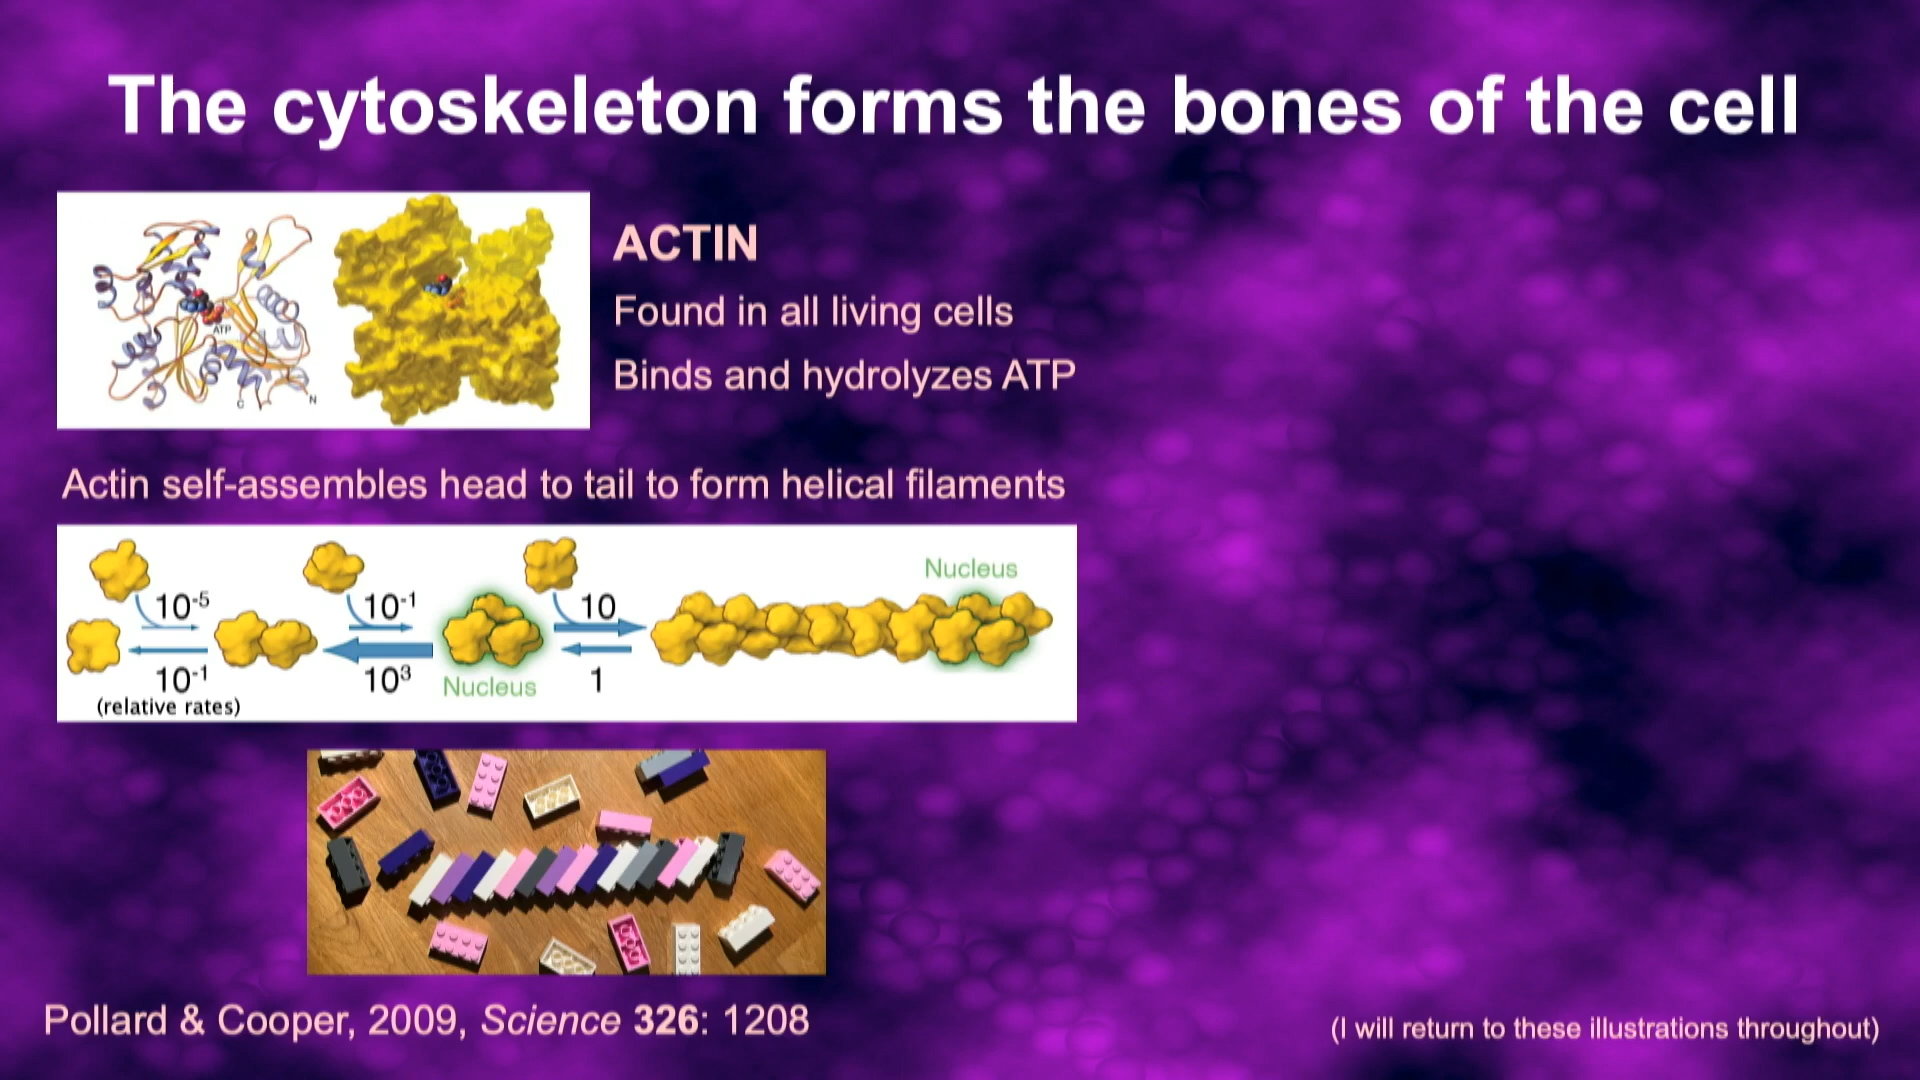 The cytoskeleton forms the bones of the cell
ATP
C
N
ACTIN
Found in all living cells
Binds and hydrolyzes ATP
Actin self-assembles head to tail to form helical filaments
10⁻⁵
10⁻¹
10
Nucleus
10⁻¹
10³
Nucleus
1
(relative rates)
Pollard & Cooper, 2009, Science 326: 1208
(I will return to these illustrations throughout)